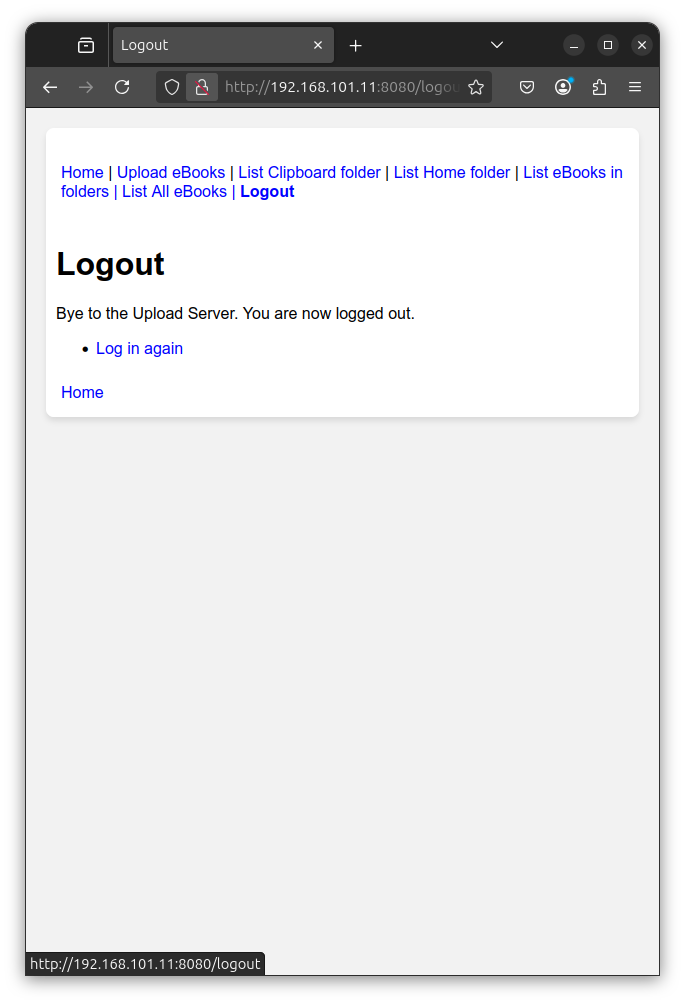 Logout
http://192.168.101.11:8080/logou
Home | Upload eBooks | List Clipboard folder | List Home folder | List eBooks in
folders | List All eBooks | Logout
Logout
Bye to the Upload Server. You are now logged out.
• Log in again
Home
http://192.168.101.11:8080/logout